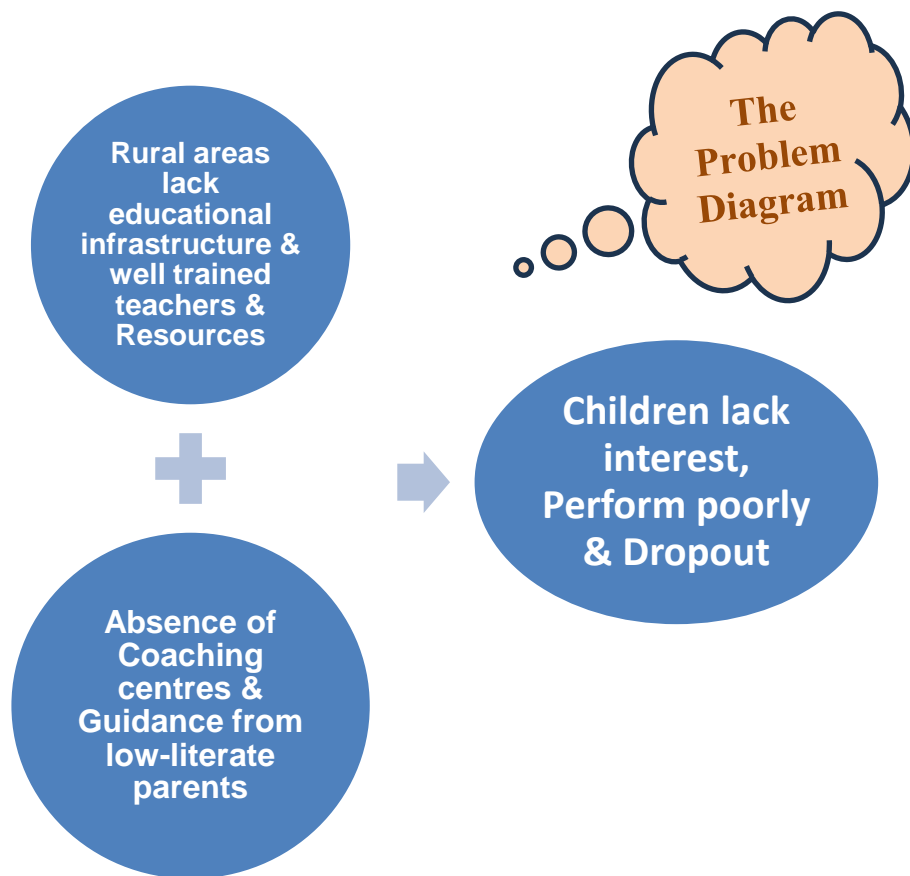 The
Problem
Diagram
Rural areas
lack
educational
infrastructure &
well trained
teachers &
Resources
Absence of
Coaching
centres &
Guidance from
low-literate
parents
Children lack
interest,
Perform poorly
& Dropout